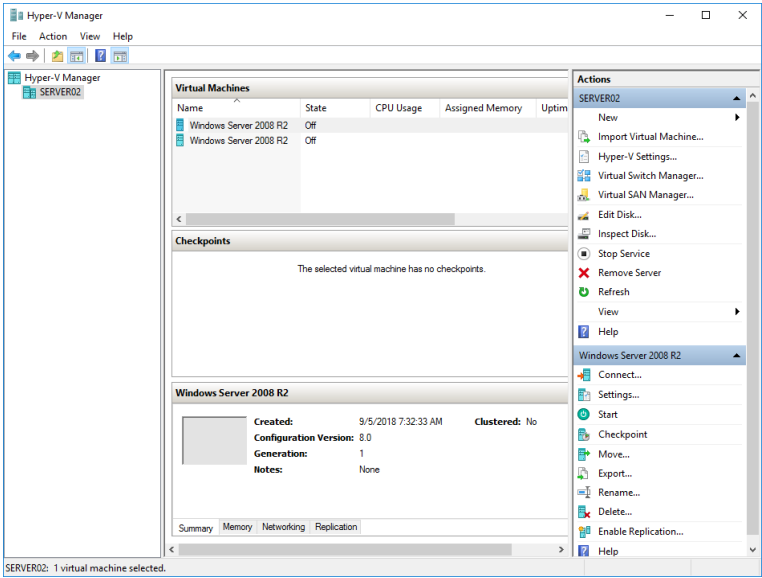 Hyper-V Manager
File Action View Help
Hyper-V Manager
SERVER02
Virtual Machines
Name State CPU Usage Assigned Memory Uptim
Windows Server 2008 R2 Off
Windows Server 2008 R2 Off
Checkpoints
The selected virtual machine has no checkpoints.
Windows Server 2008 R2
Created: 9/5/2018 7:32:33 AM Clustered: No
Configuration Version: 8.0
Generation: 1
Notes: None
Summary Memory Networking Replication
Actions
SERVER02
New
Import Virtual Machine...
Hyper-V Settings...
Virtual Switch Manager...
Virtual SAN Manager...
Edit Disk...
Inspect Disk...
Stop Service
Remove Server
Refresh
View
Help
Windows Server 2008 R2
Connect...
Settings...
Start
Checkpoint
Move...
Export...
Rename...
Delete...
Enable Replication...
Help
SERVER02: 1 virtual machine selected.